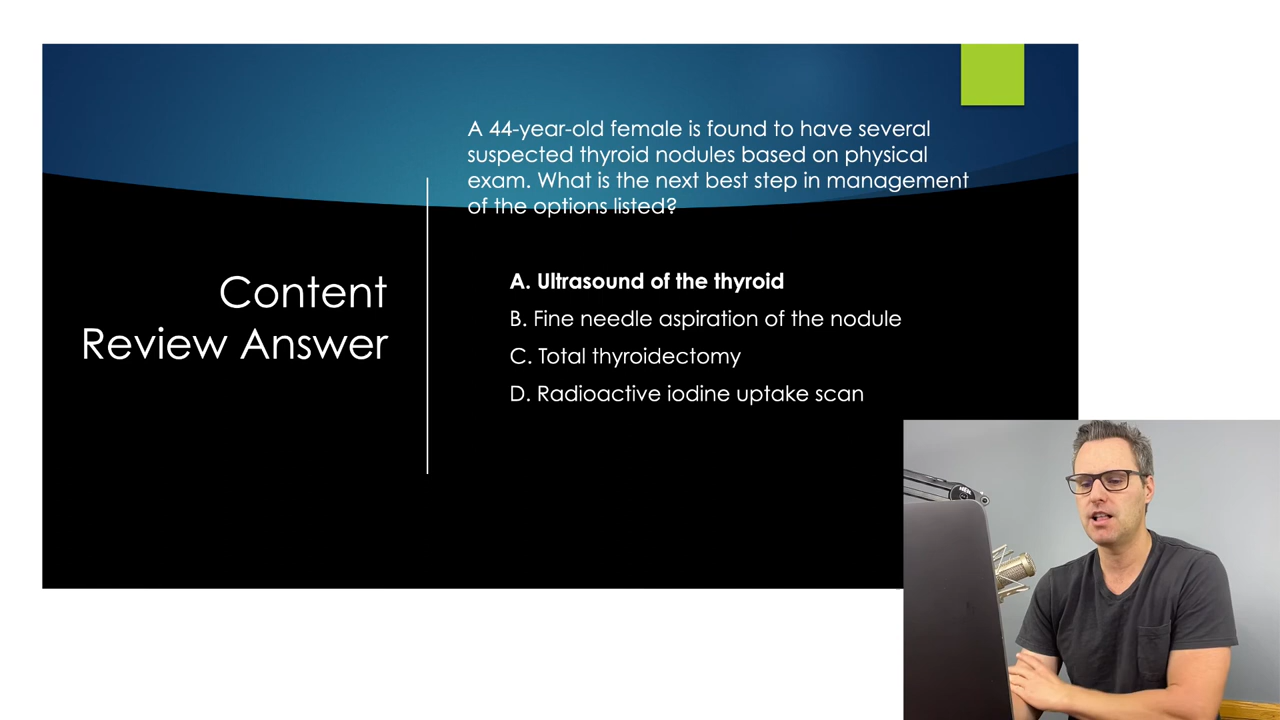 A 44-year-old female is found to have several
suspected thyroid nodules based on physical
exam. What is the next best step in management
of the options listed?
Content
Review Answer
A. Ultrasound of the thyroid
B. Fine needle aspiration of the nodule
C. Total thyroidectomy
D. Radioactive iodine uptake scan